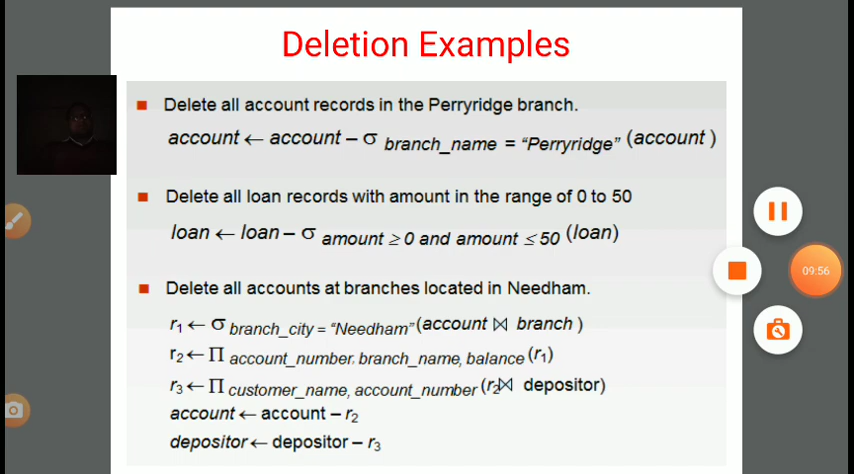 Deletion Examples
Delete all account records in the Perryridge branch.
account ← account – σ branch_name = “Perryridge” (account )
Delete all loan records with amount in the range of 0 to 50
loan ← loan – σ amount ≥ 0 and amount ≤ 50 (loan)
Delete all accounts at branches located in Needham.
r1 ← σ branch_city = “Needham” (account ⋈ branch )
r2 ← Π account_number, branch_name, balance (r1)
r3 ← Π customer_name, account_number (r2 ⋈ depositor)
account ← account – r2
depositor ← depositor – r3
09:56